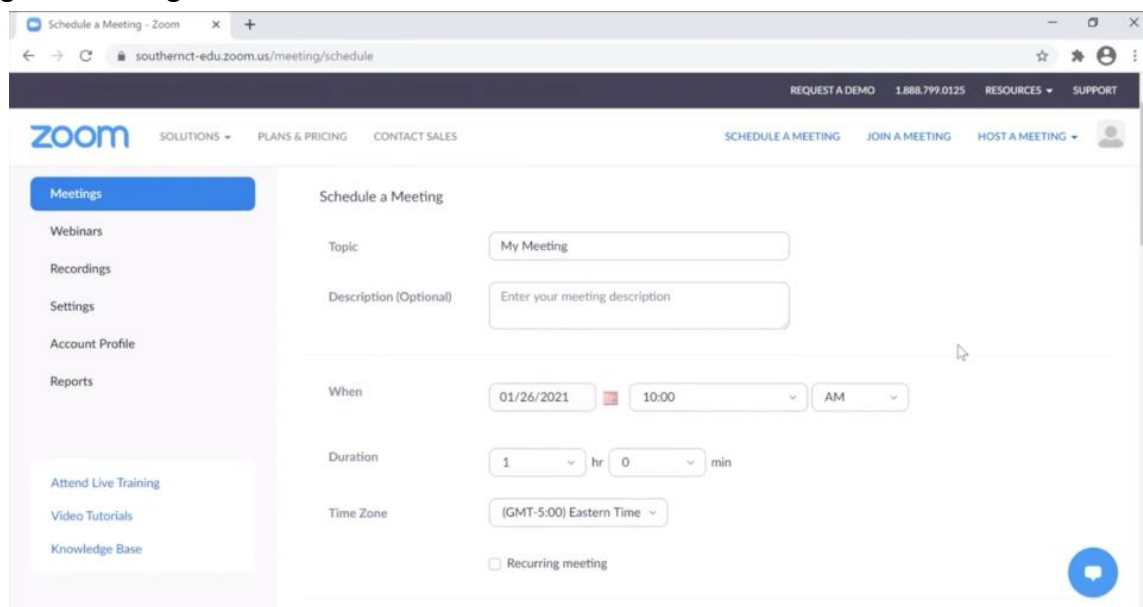 Schedule a Meeting - Zoom
southernct-edu.zoom.us/meeting/schedule
REQUEST A DEMO 1.888.799.0125 RESOURCES SUPPORT
zoom SOLUTIONS PLANS & PRICING CONTACT SALES SCHEDULE A MEETING JOIN A MEETING HOST A MEETING
Meetings
Webinars
Recordings
Settings
Account Profile
Reports
Attend Live Training
Video Tutorials
Knowledge Base
Schedule a Meeting
Topic My Meeting
Description (Optional) Enter your meeting description
When 01/26/2021 10:00 AM
Duration 1 hr 0 min
Time Zone (GMT-5:00) Eastern Time
Recurring meeting